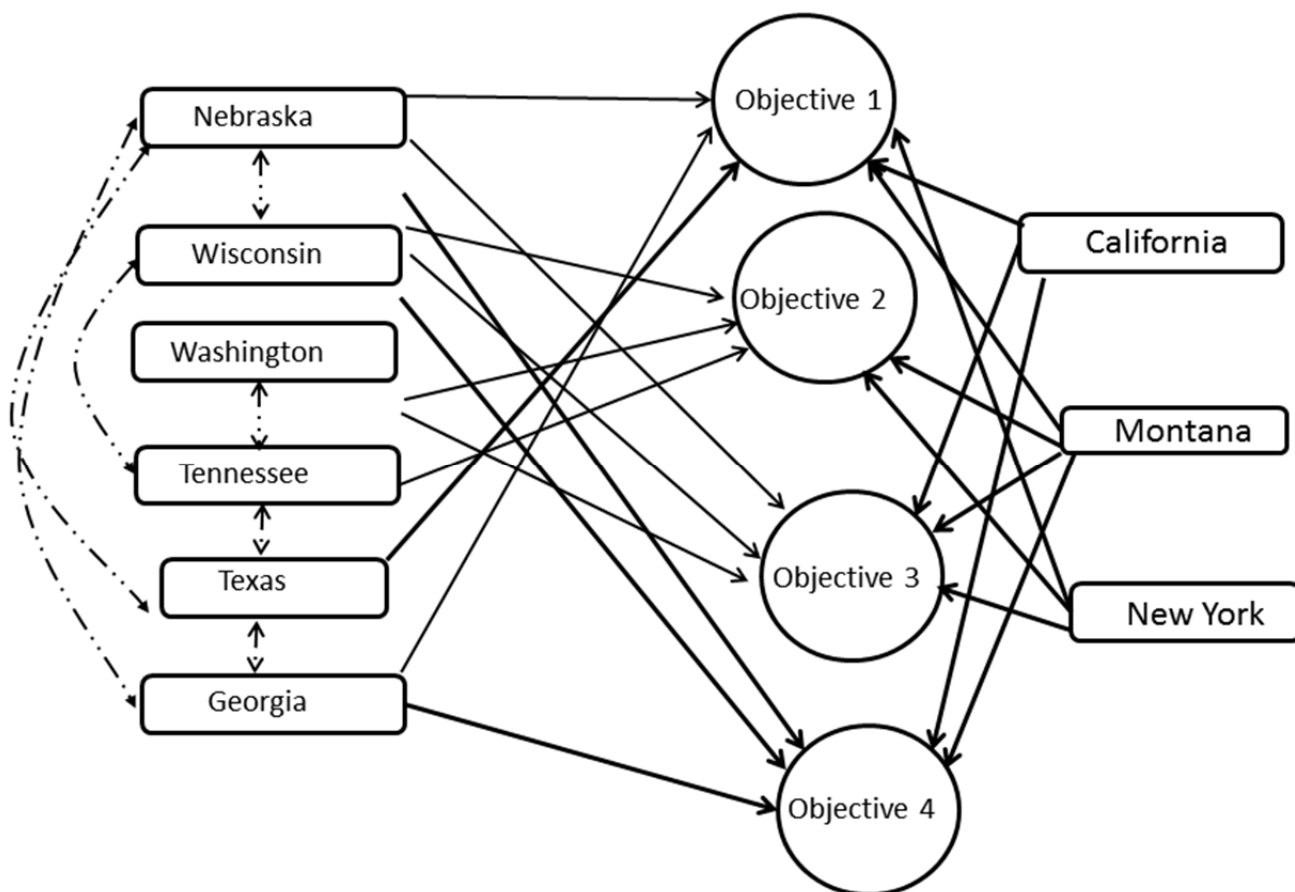 Nebraska
Wisconsin
Washington
Tennessee
Texas
Georgia
Objective 1
Objective 2
Objective 3
Objective 4
California
Montana
New York